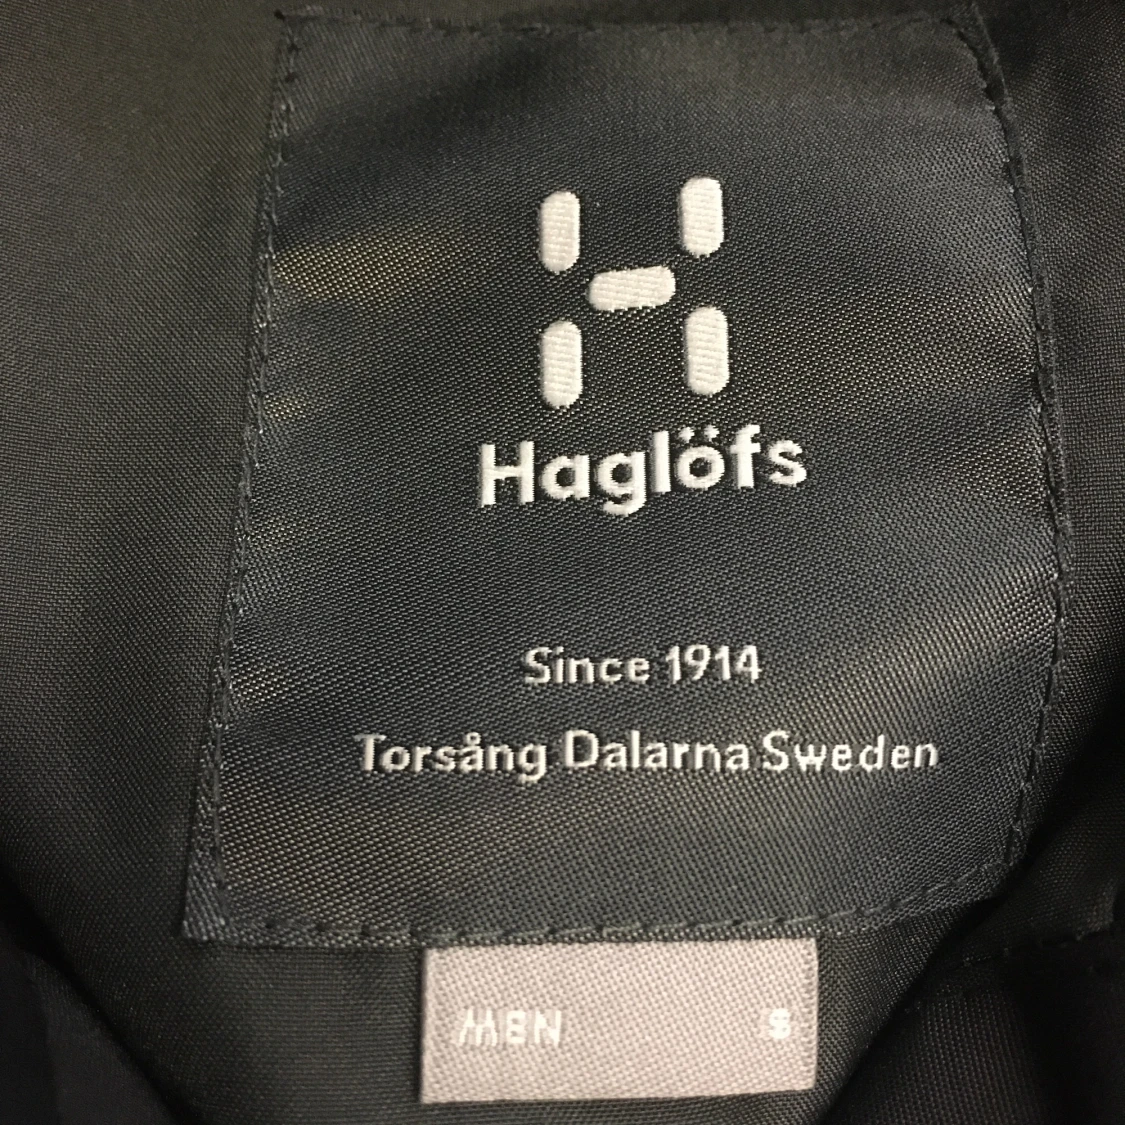 Haglöfs
Since 1914
Torsång Dalarna Sweden
MEN S